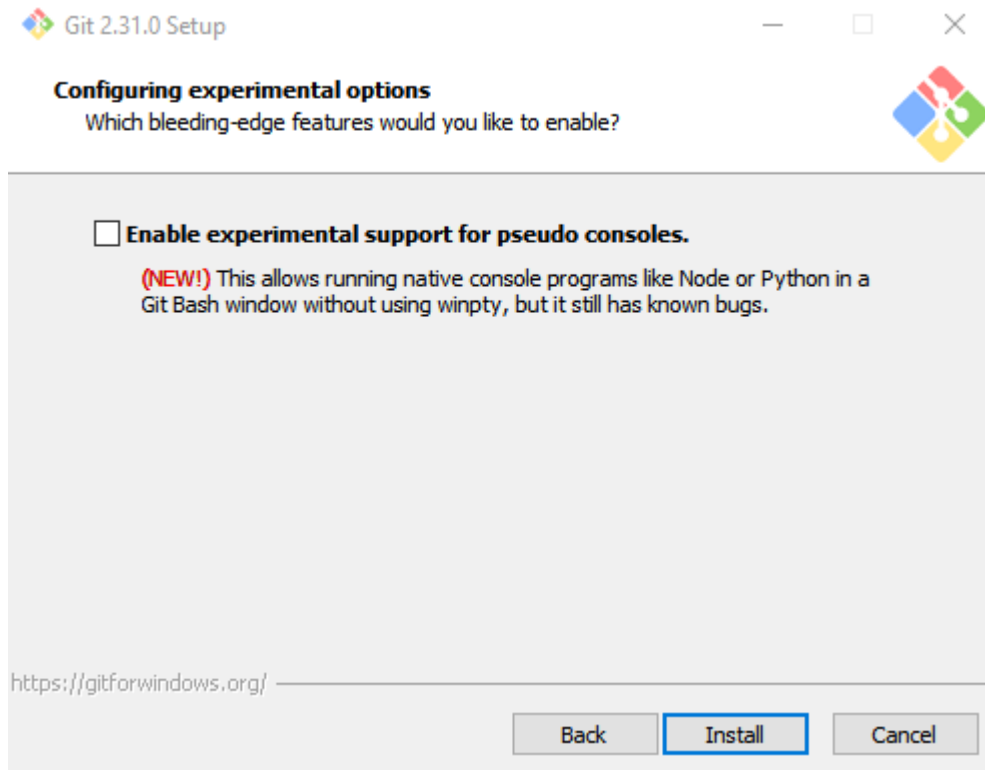 Git 2.31.0 Setup
Configuring experimental options
Which bleeding-edge features would you like to enable?
Enable experimental support for pseudo consoles.
(NEW!) This allows running native console programs like Node or Python in a
Git Bash window without using winpty, but it still has known bugs.
https://gitforwindows.org/
Back Install Cancel